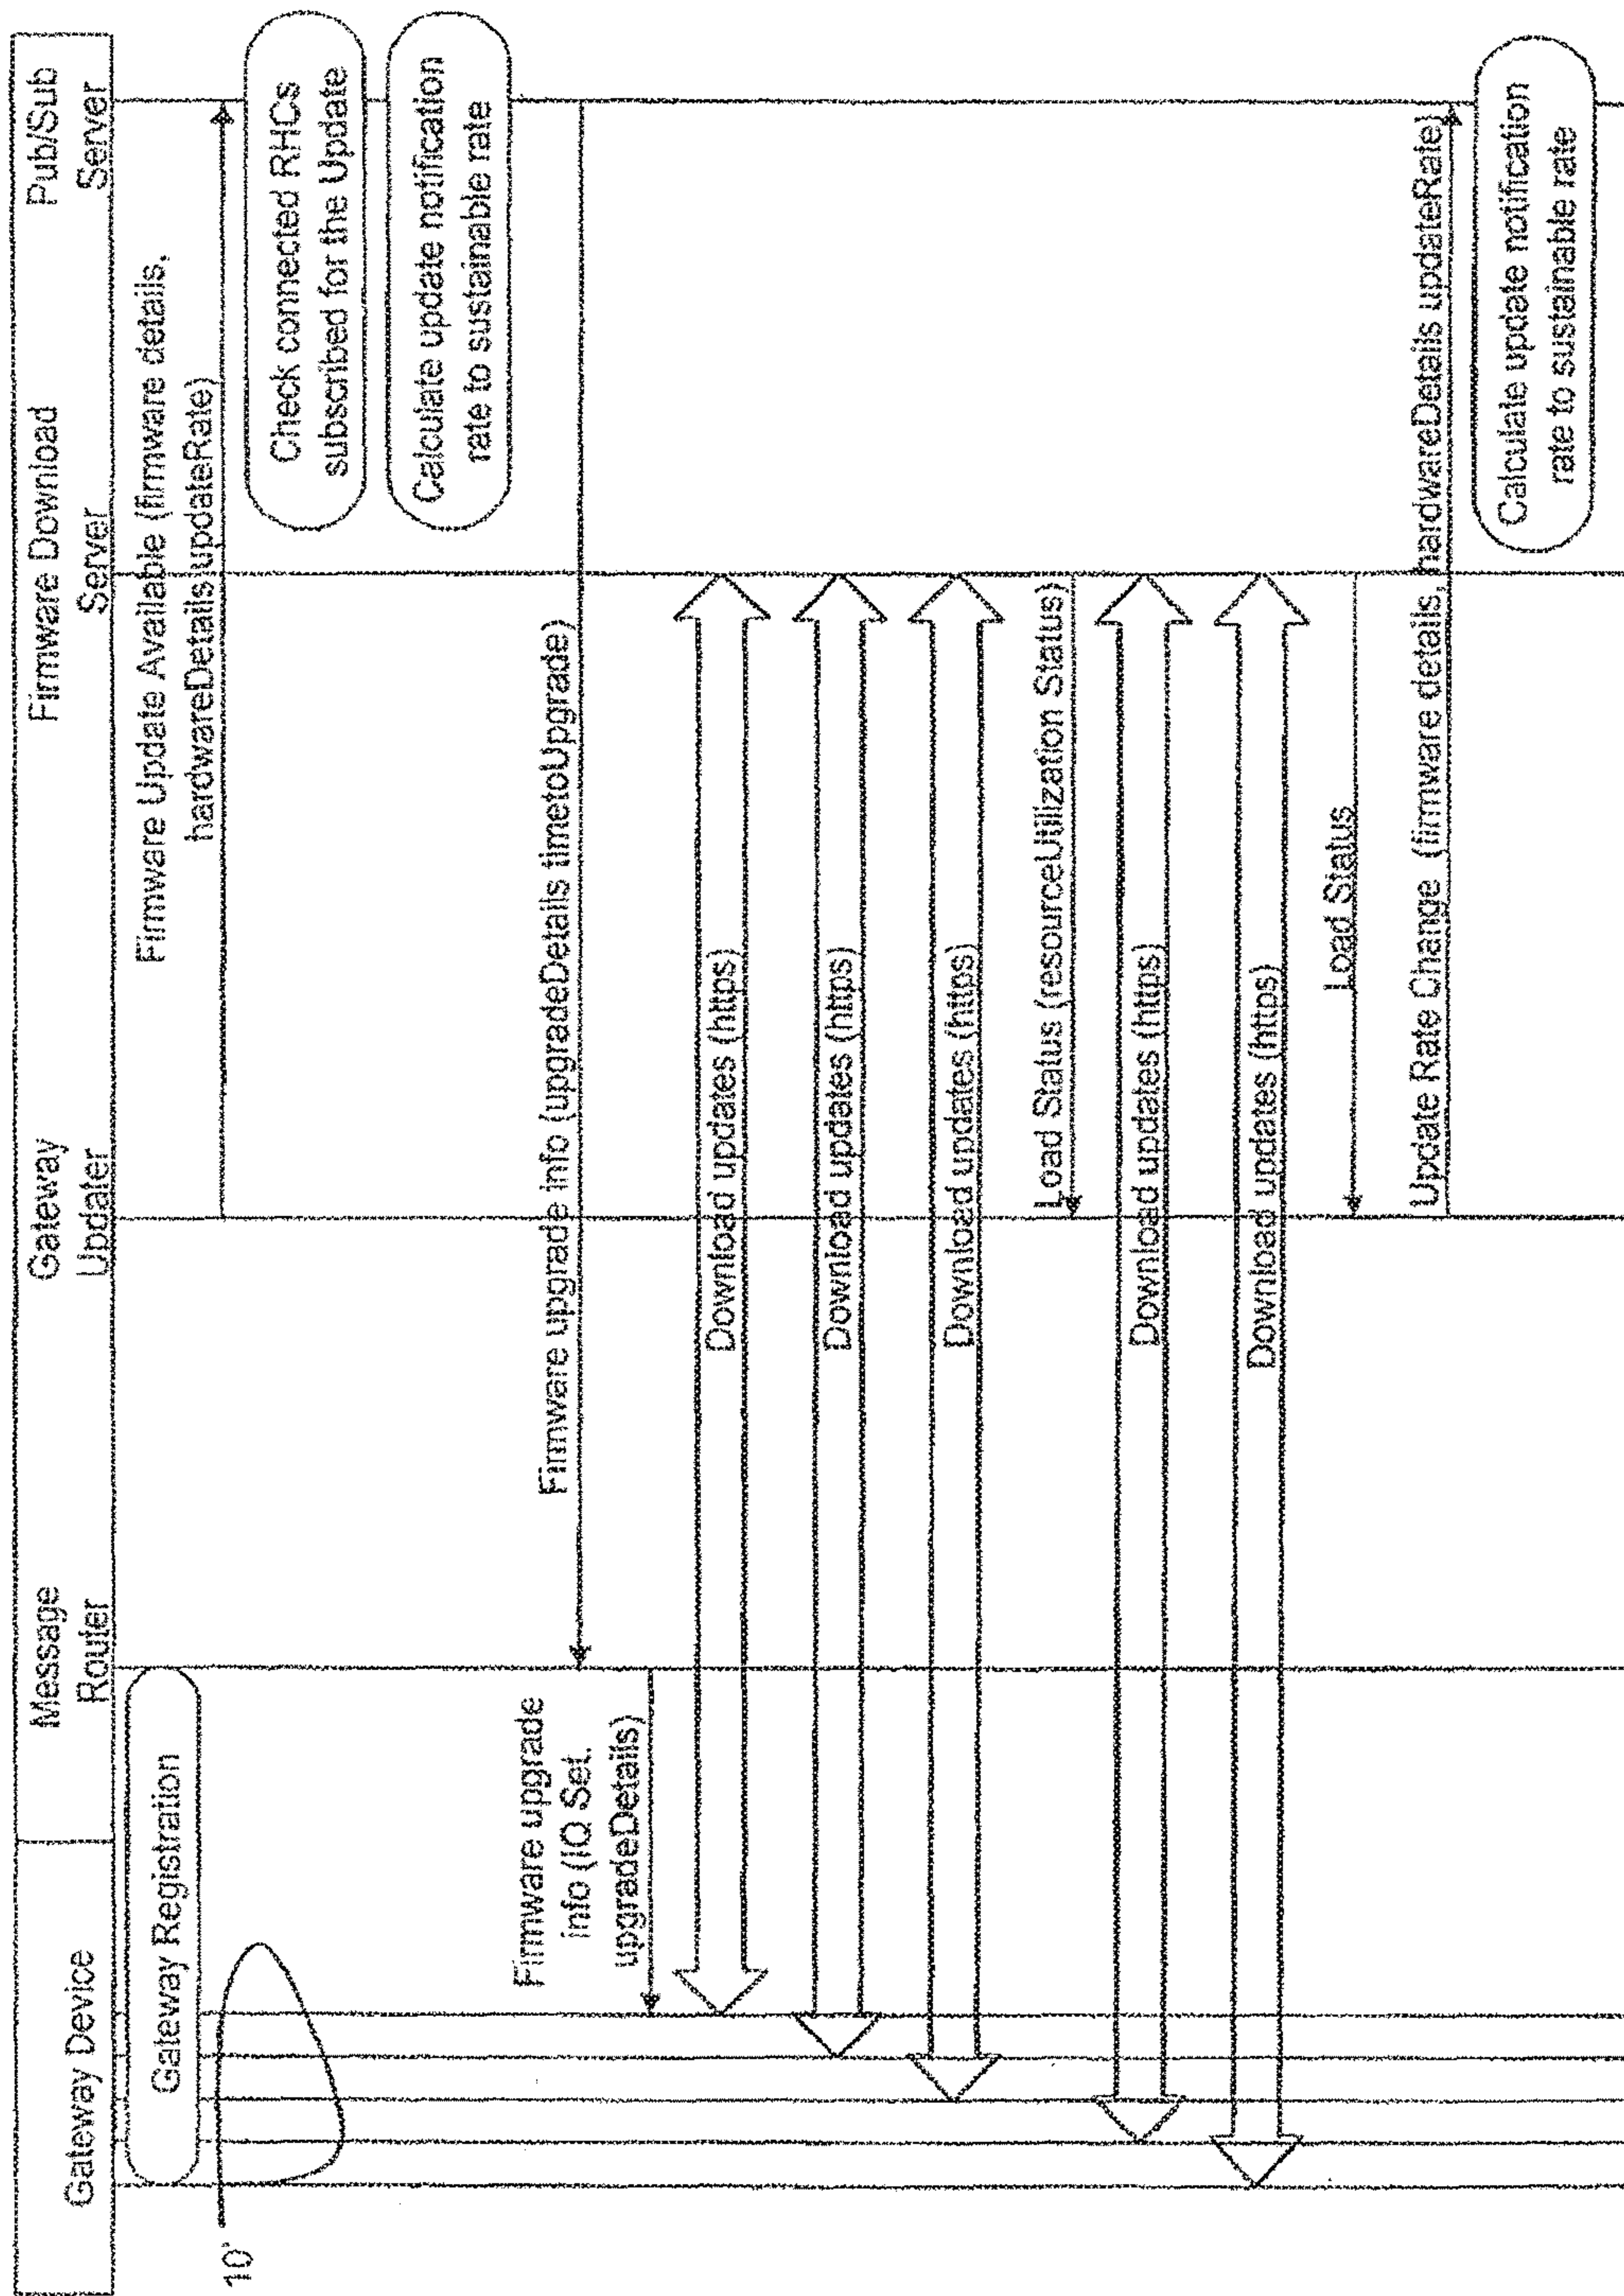 Gateway Device
Message
Router
Gateway
Updater
Firmware Download
Server
Pub/Sub
Server
Gateway Registration
Firmware Update Available (firmware details,
hardwareDetails updateRate)
10'
Check connected RHCs
subscribed for the Update
Calculate update notification
rate to sustainable rate
Firmware upgrade info (upgradeDetails timetoUpgrade)
Firmware upgrade
info (IQ Set.
upgradeDetails)
Download updates (https)
Download updates (https)
Download updates (https)
Load Status (resourceUtilization Status)
Download updates (https)
Download updates (https)
Load Status
Update Rate Change (firmware details, hardwareDetails updateRate)
Calculate update notification
rate to sustainable rate